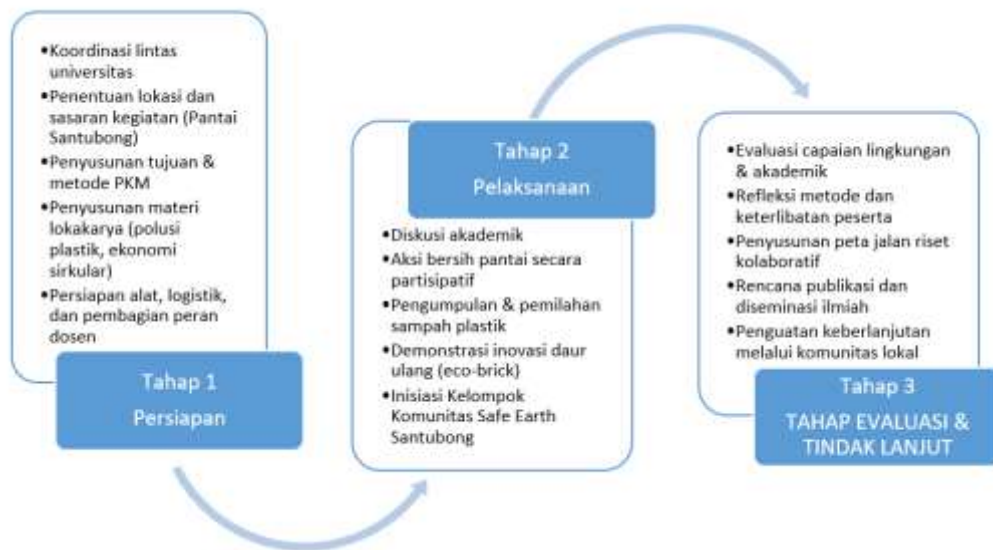 •Koordinasi lintas
universitas
•Penentuan lokasi dan
sasaran kegiatan (Pantai
Santubong)
•Penyusunan tujuan &
metode PKM
•Penyusunan materi
lokakarya (polusi
plastik, ekonomi
sirkular)
•Persiapan alat, logistik,
dan pembagian peran
dosen
Tahap 1
Persiapan
Tahap 2
Pelaksanaan
•Diskusi akademik
•Aksi bersih pantai secara
partisipatif
•Pengumpulan & pemilahan
sampah plastik
•Demonstrasi inovasi daur
ulang (eco-brick)
•Inisiasi Kelompok
Komunitas Safe Earth
Santubong
•Evaluasi capaian lingkungan
& akademik
•Refleksi metode dan
keterlibatan peserta
•Penyusunan peta jalan riset
kolaboratif
•Rencana publikasi dan
diseminasi ilmiah
•Penguatan keberlanjutan
melalui komunitas lokal
Tahap 3
TAHAP EVALUASI &
TINDAK LANJUT